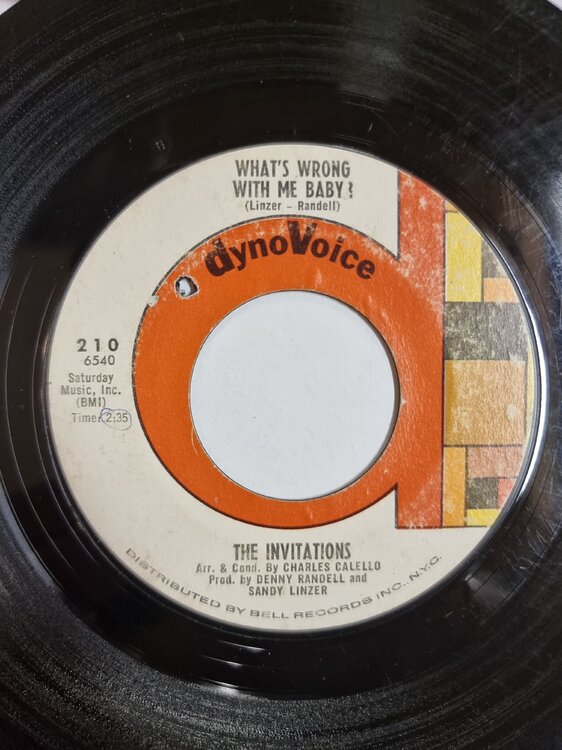 WHAT'S WRONG
WITH ME BABY?
(Linzer - Randell)
dynoVoice
210
6540
Saturday
Music, Inc.
(BMI)
Time: 2:35
THE INVITATIONS
Arr. & Cond. By CHARLES CALELLO
Prod. by DENNY RANDELL and
SANDY LINZER
DISTRIBUTED BY BELL RECORDS INC., N.Y.C.